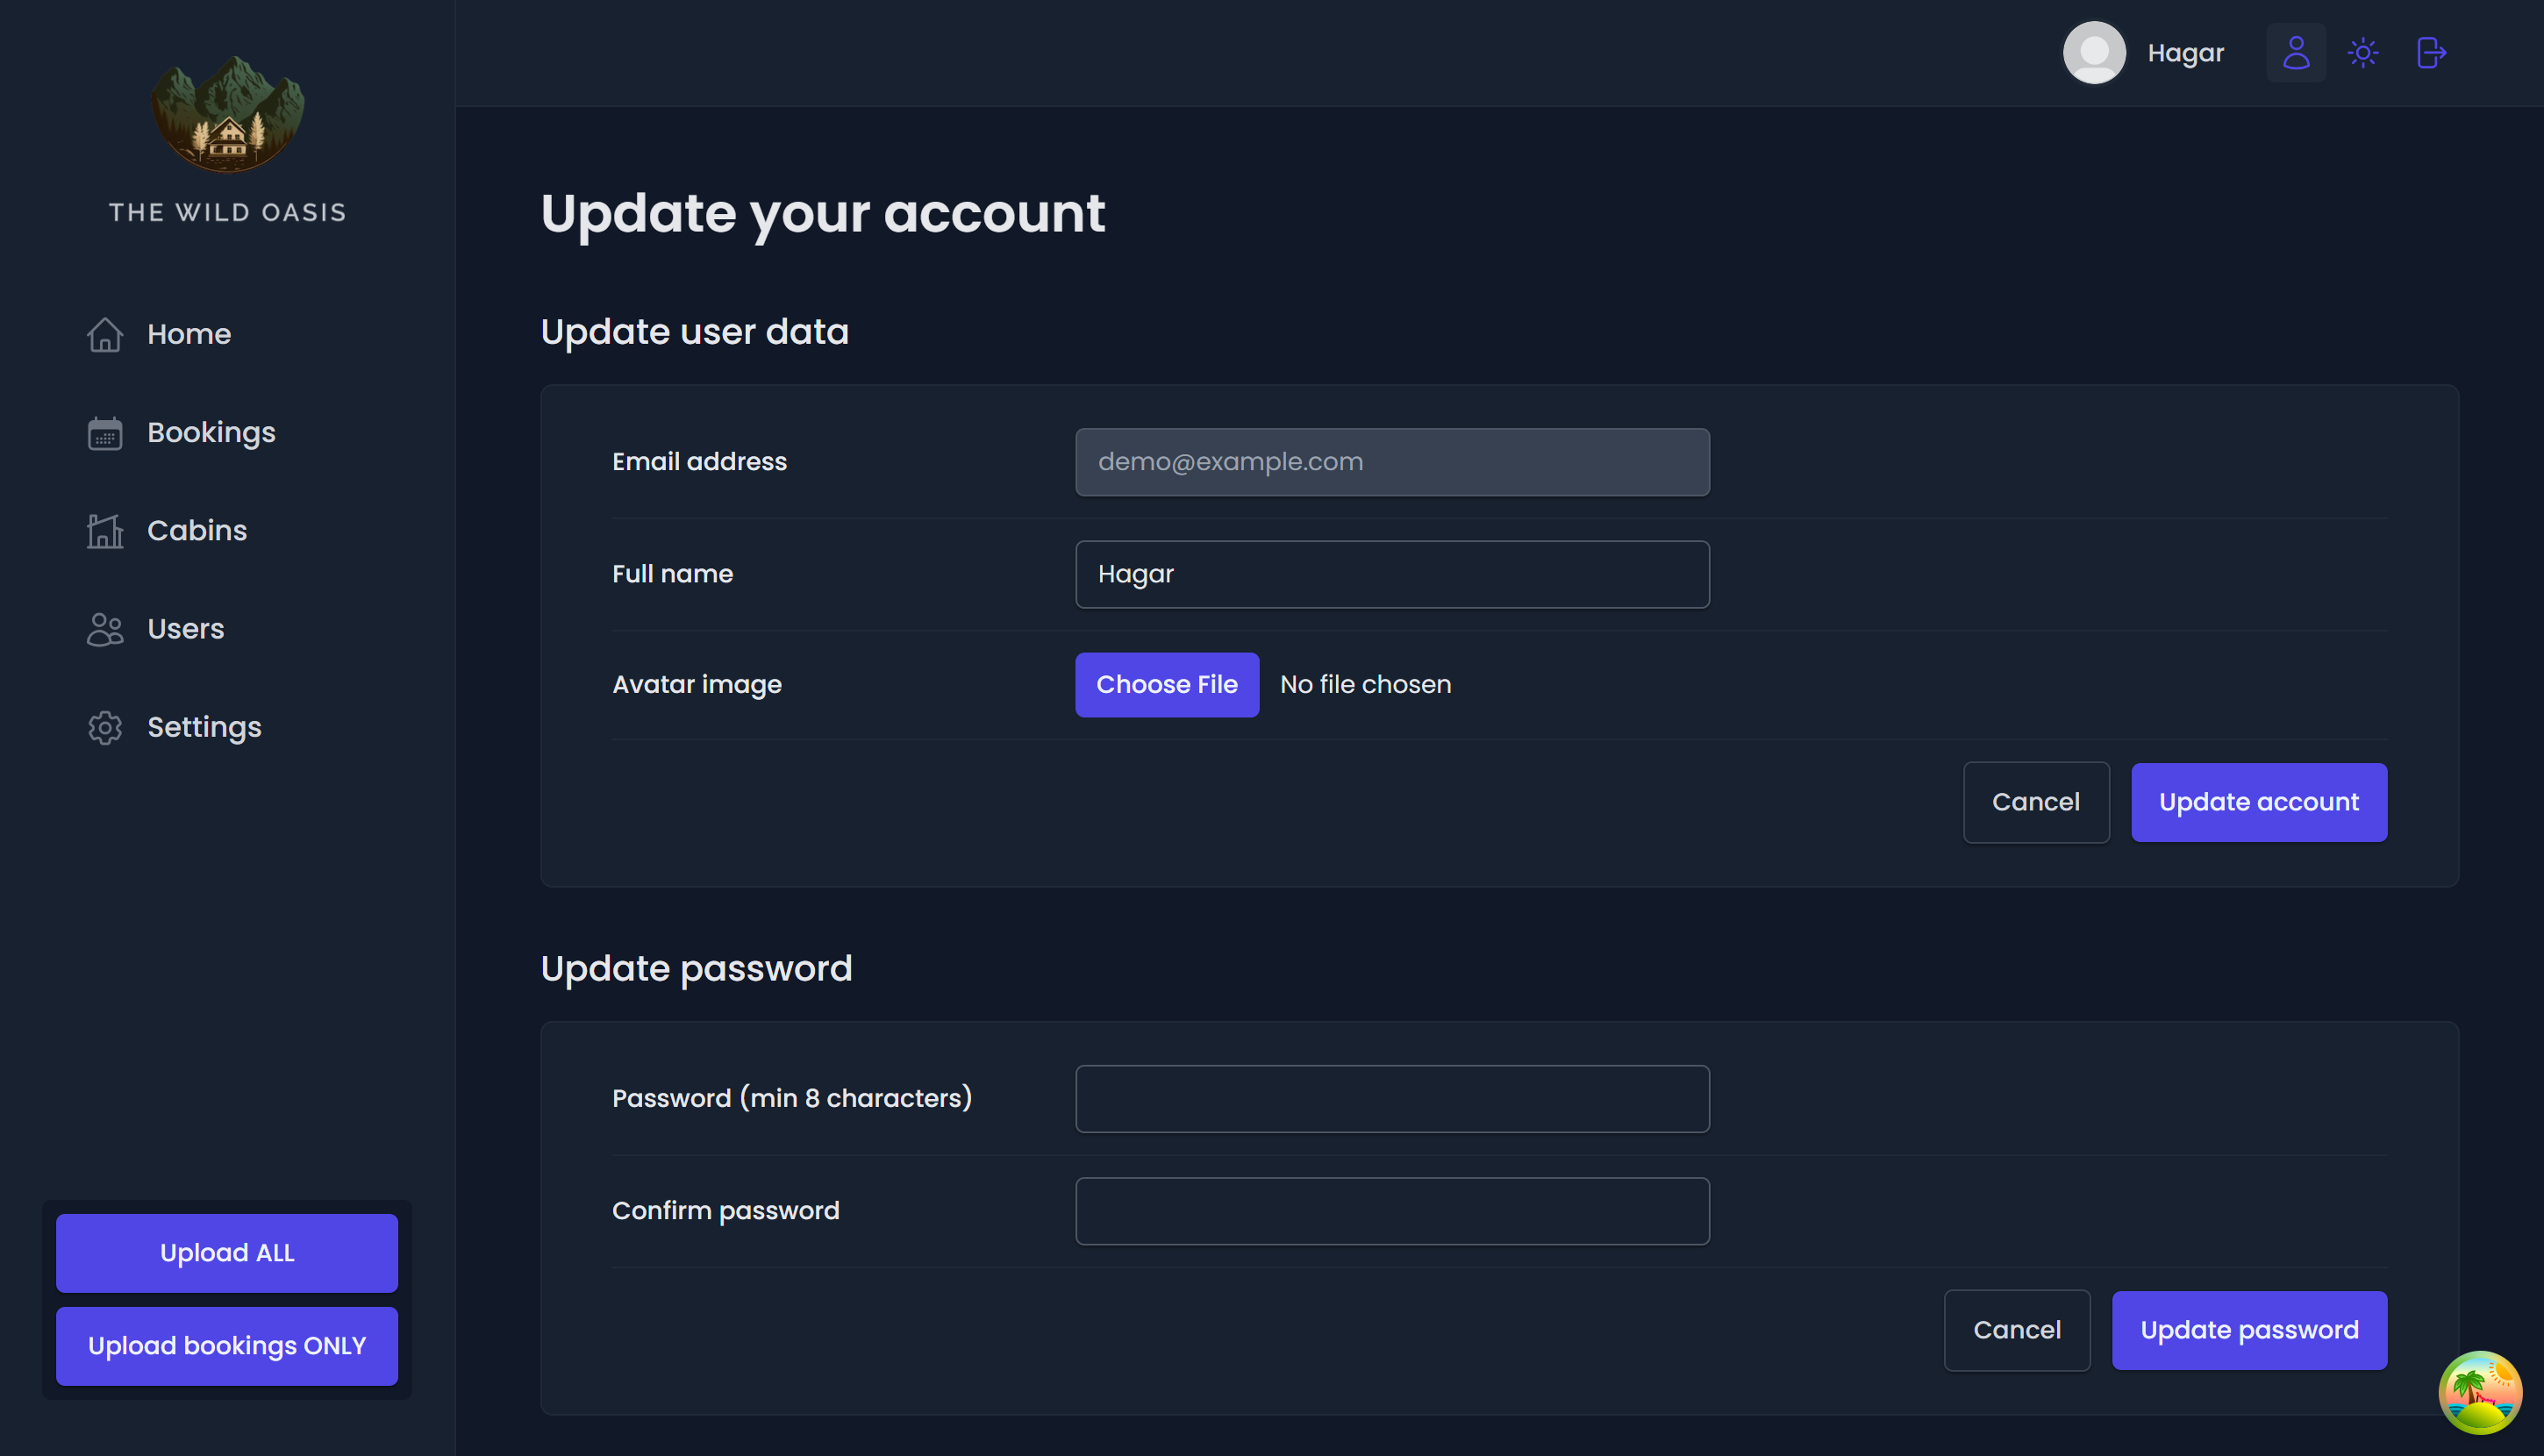 THE WILD OASIS
Home
Bookings
Cabins
Users
Settings
Upload ALL
Upload bookings ONLY
Hagar
Update your account
Update user data
Email address
demo@example.com
Full name
Hagar
Avatar image
Choose File
No file chosen
Cancel
Update account
Update password
Password (min 8 characters)
Confirm password
Cancel
Update password